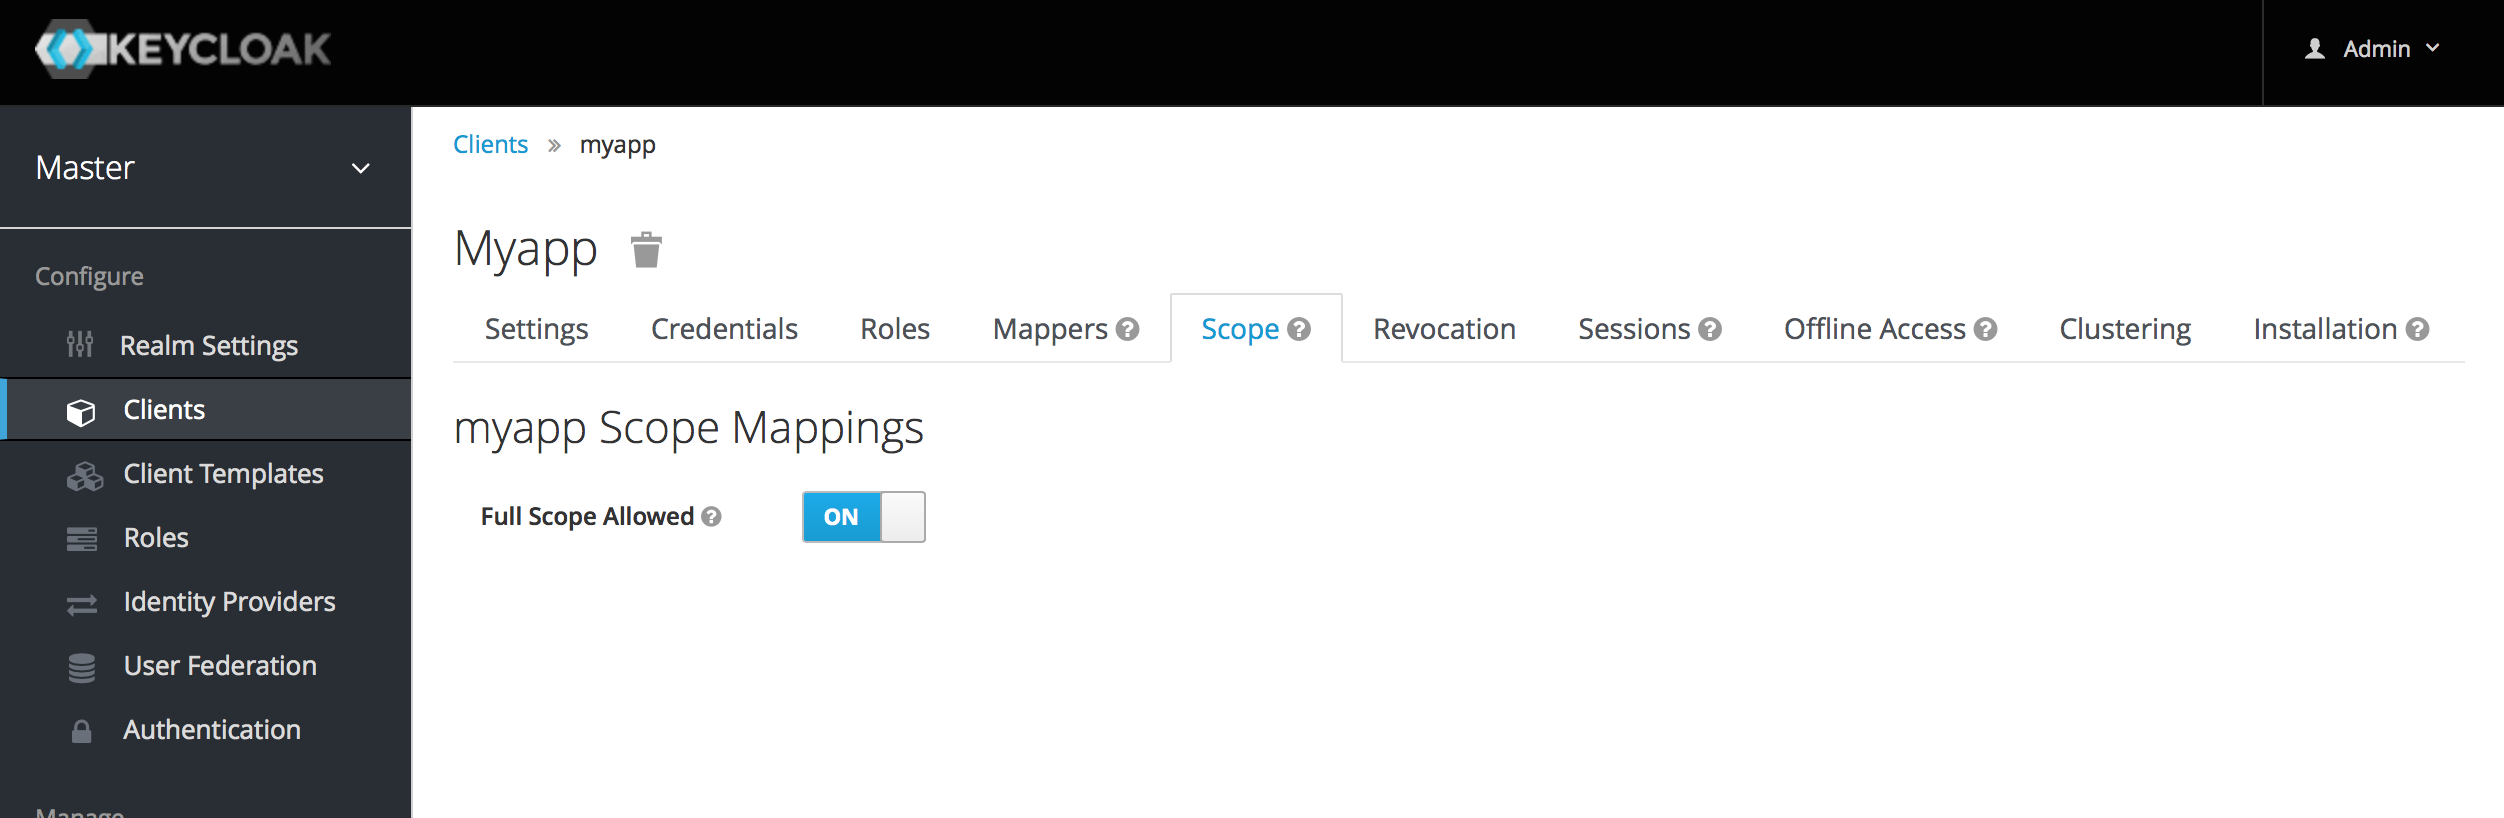 KEYCLOAK
Admin
Master
Configure
Realm Settings
Clients
Client Templates
Roles
Identity Providers
User Federation
Authentication
Manage
Clients » myapp
Myapp
Settings Credentials Roles Mappers ? Scope ? Revocation Sessions ? Offline Access ? Clustering Installation ?
myapp Scope Mappings
Full Scope Allowed ? ON